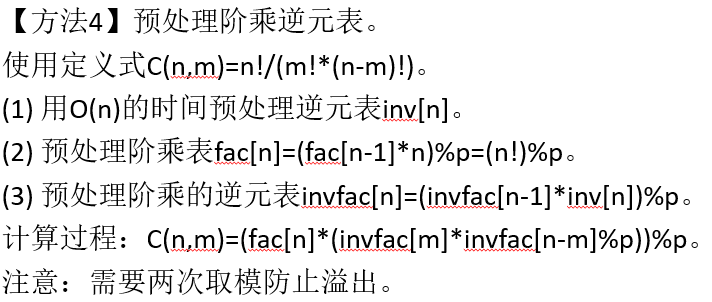 【方法4】预处理阶乘逆元表。
使用定义式C(n,m)=n!/(m!*(n-m)!)。
(1) 用O(n)的时间预处理逆元表inv[n]。
(2) 预处理阶乘表fac[n]=(fac[n-1]*n)%p=(n!)%p。
(3) 预处理阶乘的逆元表invfac[n]=(invfac[n-1]*inv[n])%p。
计算过程：C(n,m)=(fac[n]*(invfac[m]*invfac[n-m]%p))%p。
注意：需要两次取模防止溢出。